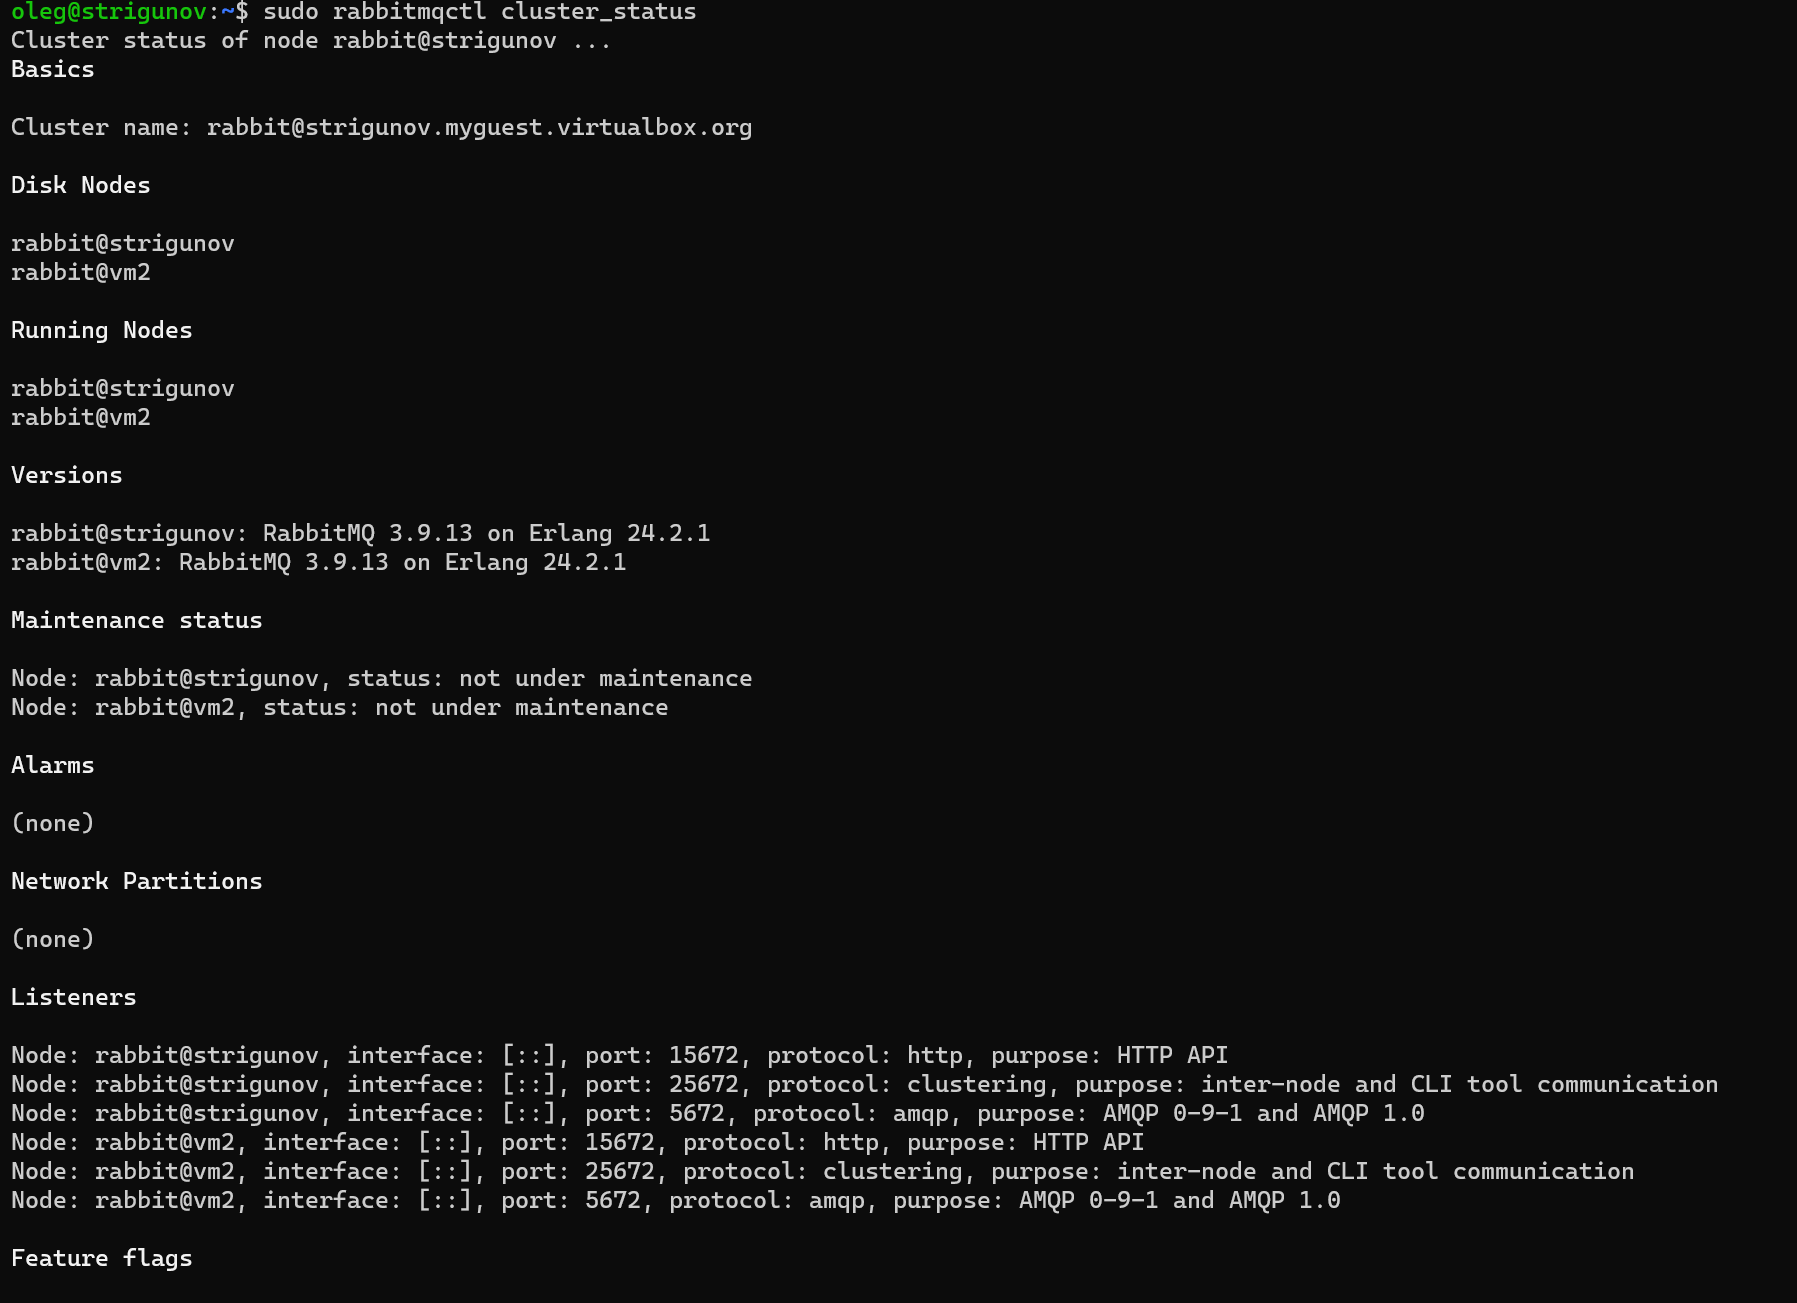 oleg@strigunov:~$ sudo rabbitmqctl cluster_status
Cluster status of node rabbit@strigunov ...
Basics
Cluster name: rabbit@strigunov.myguest.virtualbox.org
Disk Nodes
rabbit@strigunov
rabbit@vm2
Running Nodes
rabbit@strigunov
rabbit@vm2
Versions
rabbit@strigunov: RabbitMQ 3.9.13 on Erlang 24.2.1
rabbit@vm2: RabbitMQ 3.9.13 on Erlang 24.2.1
Maintenance status
Node: rabbit@strigunov, status: not under maintenance
Node: rabbit@vm2, status: not under maintenance
Alarms
(none)
Network Partitions
(none)
Listeners
Node: rabbit@strigunov, interface: [::], port: 15672, protocol: http, purpose: HTTP API
Node: rabbit@strigunov, interface: [::], port: 25672, protocol: clustering, purpose: inter-node and CLI tool communication
Node: rabbit@strigunov, interface: [::], port: 5672, protocol: amqp, purpose: AMQP 0-9-1 and AMQP 1.0
Node: rabbit@vm2, interface: [::], port: 15672, protocol: http, purpose: HTTP API
Node: rabbit@vm2, interface: [::], port: 25672, protocol: clustering, purpose: inter-node and CLI tool communication
Node: rabbit@vm2, interface: [::], port: 5672, protocol: amqp, purpose: AMQP 0-9-1 and AMQP 1.0
Feature flags